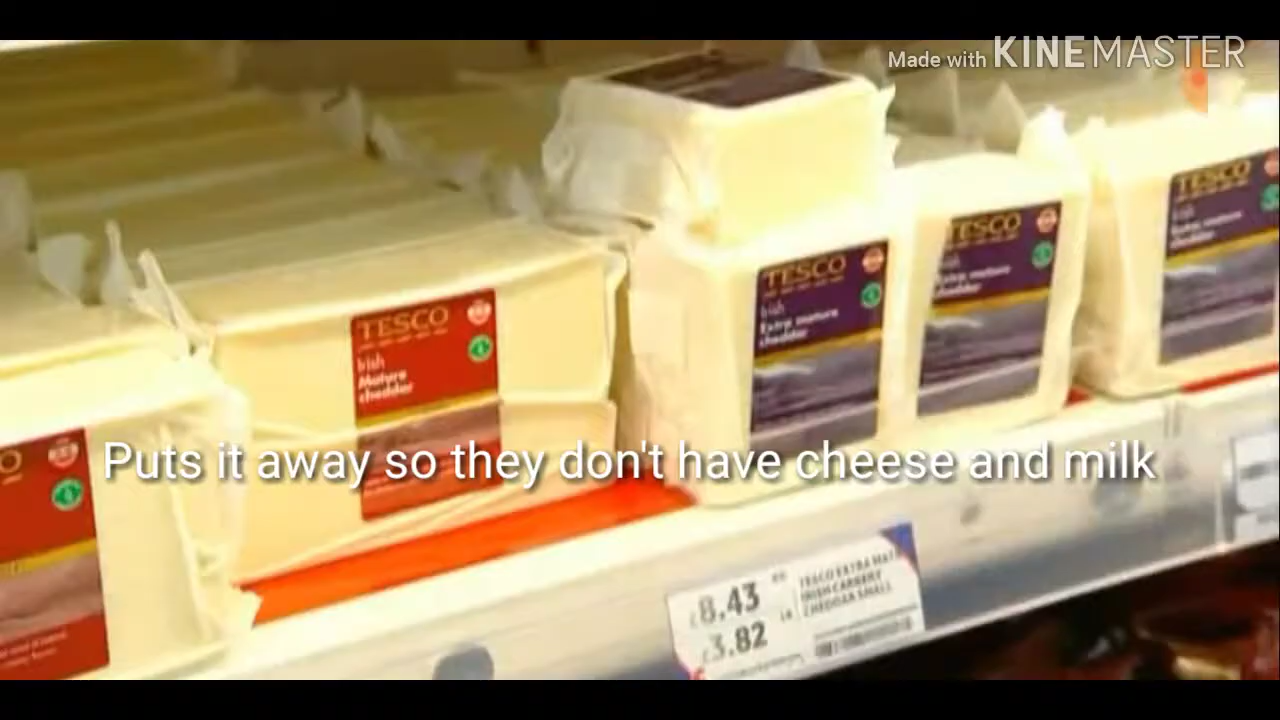 Made with KINEMASTER
TESCO
Irish
Extra mature
cheddar
TESCO
Extra mature
cheddar
TESCO
Irish
Extra mature
cheddar
TESCO
Irish
Mature
cheddar
Puts it away so they don't have cheese and milk
£8.43
£3.82
TESCO EXTRA MAT
IRISH
CHEDDAR SMALL